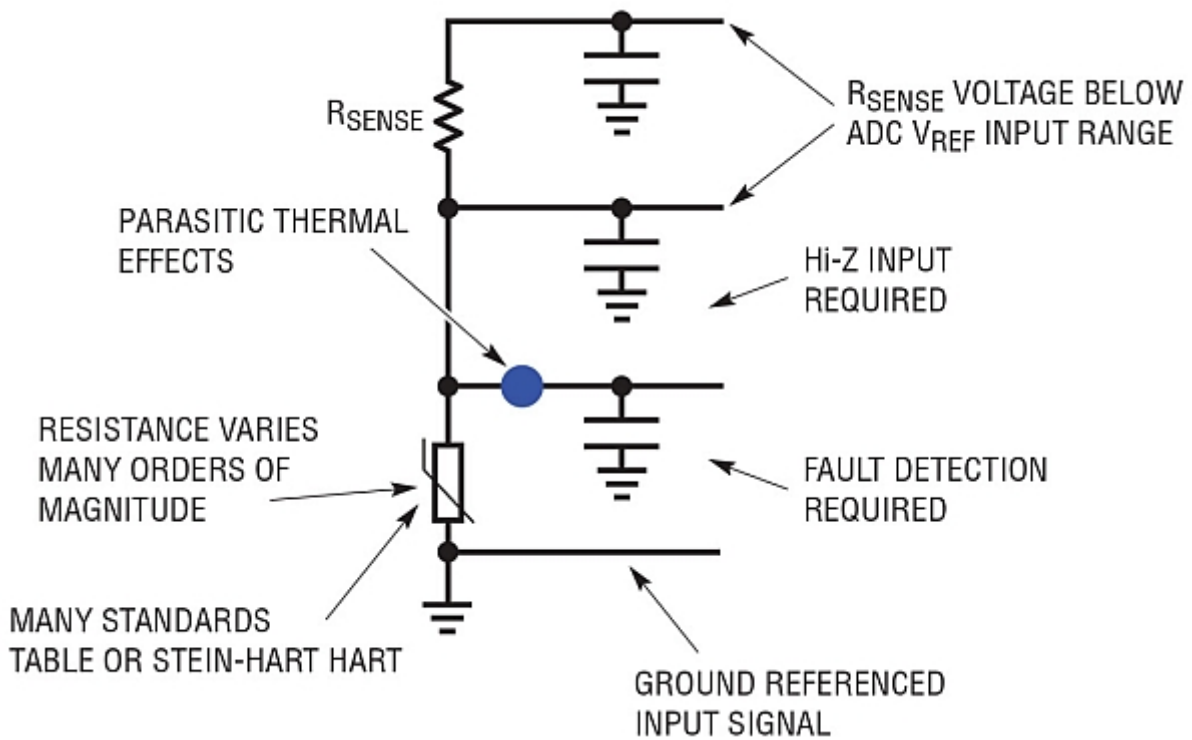 RSENSE
RSENSE VOLTAGE BELOW
ADC VREF INPUT RANGE
PARASITIC THERMAL
EFFECTS
Hi-Z INPUT
REQUIRED
RESISTANCE VARIES
MANY ORDERS OF
MAGNITUDE
FAULT DETECTION
REQUIRED
MANY STANDARDS
TABLE OR STEIN-HART HART
GROUND REFERENCED
INPUT SIGNAL